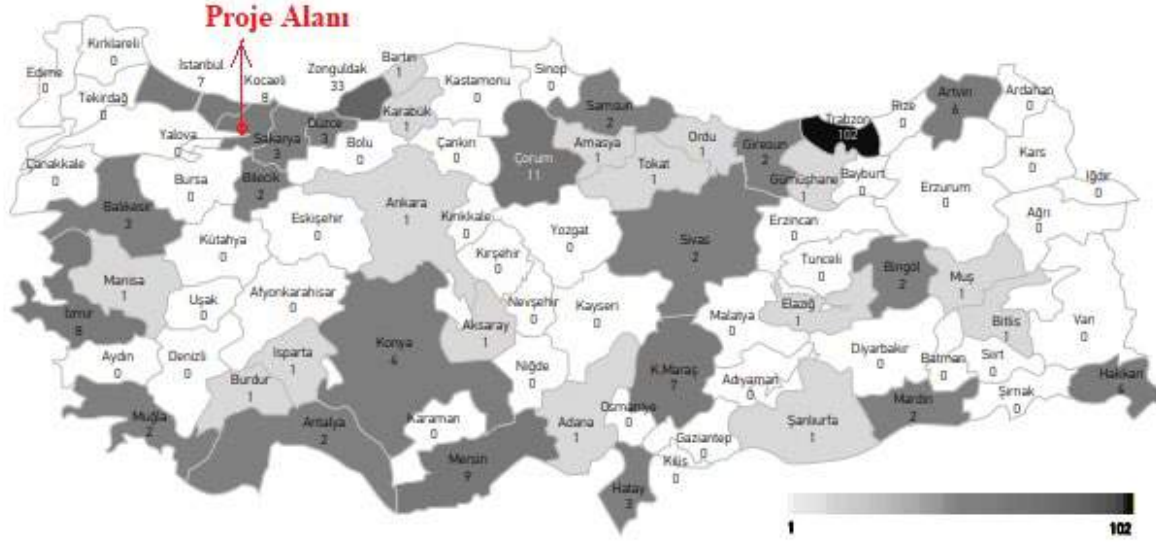 Proje Alanı
Kırklareli
0
Edirne
0
Tekirdağ
0
İstanbul
7
Kocaeli
8
Zonguldak
33
Bartın
1
Karabük
1
Kastamonu
0
Sinop
0
Samsun
2
Yalova
0
Sakarya
3
Düzce
3
Bolu
0
Çankırı
0
Çorum
11
Amasya
1
Tokat
1
Ordu
1
Giresun
2
Trabzon
102
Gümüşhane
1
Bayburt
0
Rize
0
Artvin
6
Ardahan
0
Kars
0
Iğdır
0
Çanakkale
0
Balıkesir
Bursa
0
Bilecik
2
Eskişehir
0
Ankara
1
Kırıkkale
0
Kırşehir
0
Yozgat
0
Sivas
2
Erzincan
0
Erzurum
0
Ağrı
0
Kütahya
0
Manisa
1
Uşak
0
Afyonkarahisar
0
İzmir
8
Aydın
0
Denizli
0
Isparta
1
Burdur
1
Konya
Aksaray
1
Nevşehir
0
Kayseri
0
Niğde
0
Malatya
0
Tunceli
0
Elazığ
1
Bingöl
2
Muş
1
Bitlis
1
Van
0
Diyarbakır
0
Batman
0
Siirt
0
Şırnak
0
Hakkari
Mardin
2
Şanlıurfa
1
Adıyaman
0
K.Maraş
7
Osmaniye
0
Gaziantep
0
Kilis
0
Hatay
3
Adana
1
Mersin
9
Karaman
0
Antalya
2
Muğla
2
1 102